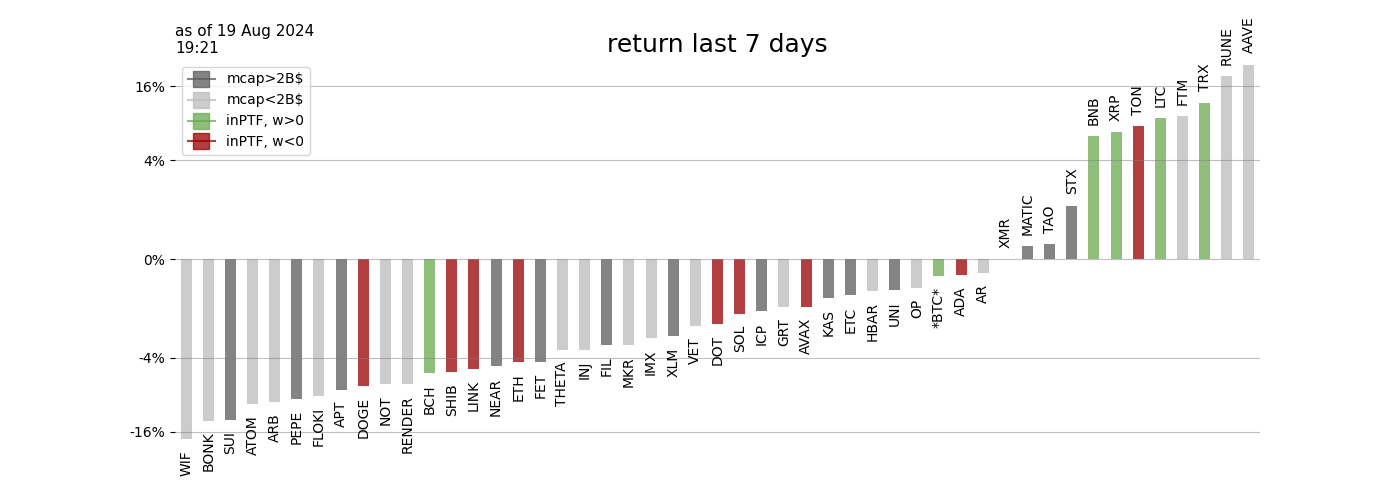 as of 19 Aug 2024
19:21
return last 7 days
mcap>2B$
mcap<2B$
inPTF, w>0
inPTF, w<0
16%
4%
0%
-4%
-16%
WIF
BONK
SUI
ATOM
ARB
PEPE
FLOKI
APT
DOGE
NOT
RENDER
BCH
SHIB
LINK
NEAR
ETH
FET
THETA
INJ
FIL
MKR
IMX
XLM
VET
DOT
SOL
ICP
GRT
AVAX
KAS
ETC
HBAR
UNI
OP
*BTC*
ADA
AR
XMR
MATIC
TAO
STX
BNB
XRP
TON
LTC
FTM
TRX
RUNE
AAVE